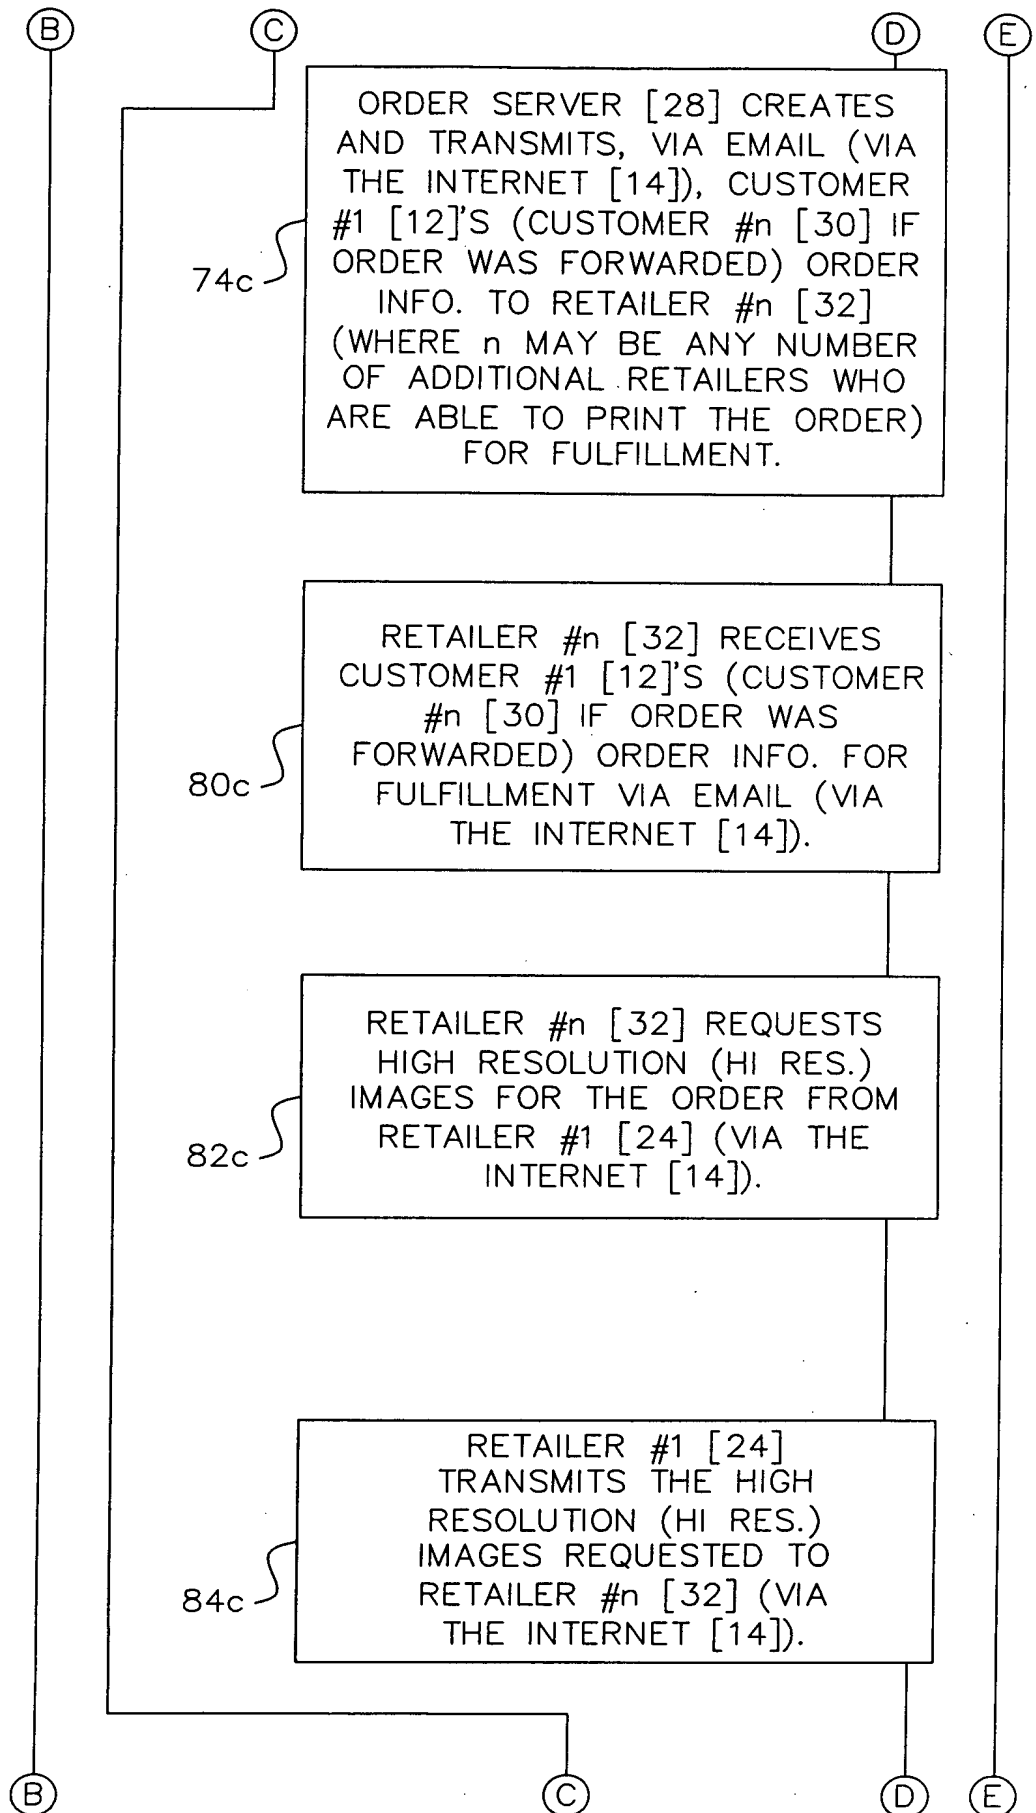 B
C
D
E
ORDER SERVER [28] CREATES
AND TRANSMITS, VIA EMAIL (VIA
THE INTERNET [14]), CUSTOMER
#1 [12]'S (CUSTOMER #n [30] IF
ORDER WAS FORWARDED) ORDER
INFO. TO RETAILER #n [32]
(WHERE n MAY BE ANY NUMBER
OF ADDITIONAL RETAILERS WHO
ARE ABLE TO PRINT THE ORDER)
FOR FULFILLMENT.
74c
RETAILER #n [32] RECEIVES
CUSTOMER #1 [12]'S (CUSTOMER
#n [30] IF ORDER WAS
FORWARDED) ORDER INFO. FOR
FULFILLMENT VIA EMAIL (VIA
THE INTERNET [14]).
80c
RETAILER #n [32] REQUESTS
HIGH RESOLUTION (HI RES.)
IMAGES FOR THE ORDER FROM
RETAILER #1 [24] (VIA THE
INTERNET [14]).
82c
RETAILER #1 [24]
TRANSMITS THE HIGH
RESOLUTION (HI RES.)
IMAGES REQUESTED TO
RETAILER #n [32] (VIA
THE INTERNET [14]).
84c
B
C
D
E